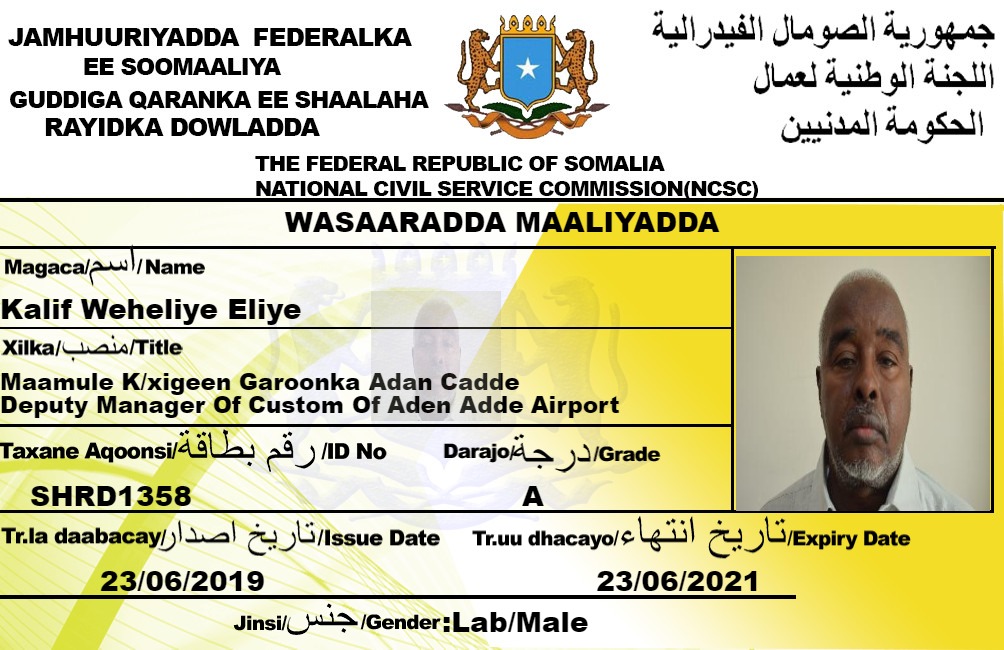 JAMHUURIYADDA FEDERALKA
EE SOOMAALIYA
GUDDIGA QARANKA EE SHAALAHA
RAYIDKA DOWLADDA
جمهورية الصومال الفيدرالية
اللجنة الوطنية لعمال
الحكومة المدنيين
THE FEDERAL REPUBLIC OF SOMALIA
NATIONAL CIVIL SERVICE COMMISSION(NCSC)
WASAARADDA MAALIYADDA
Magaca/اسم/Name
Kalif Weheliye Eliye
Xilka/منصب/Title
Maamule K/xigeen Garoonka Adan Cadde
Deputy Manager Of Custom Of Aden Adde Airport
Taxane Aqoonsi/رقم بطاقة/ID No
Darajo/درجة/Grade
SHRD1358
A
Tr.la daabacay/تاريخ اصدار/Issue Date
Tr.uu dhacayo/تاريخ انتهاء/Expiry Date
23/06/2019
23/06/2021
Jinsi/جنس/Gender:Lab/Male